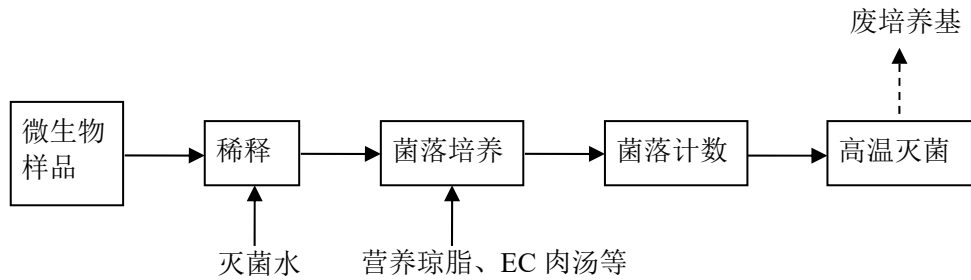 废培养基
微生物
样品
稀释
菌落培养
菌落计数
高温灭菌
灭菌水
营养琼脂、EC 肉汤等